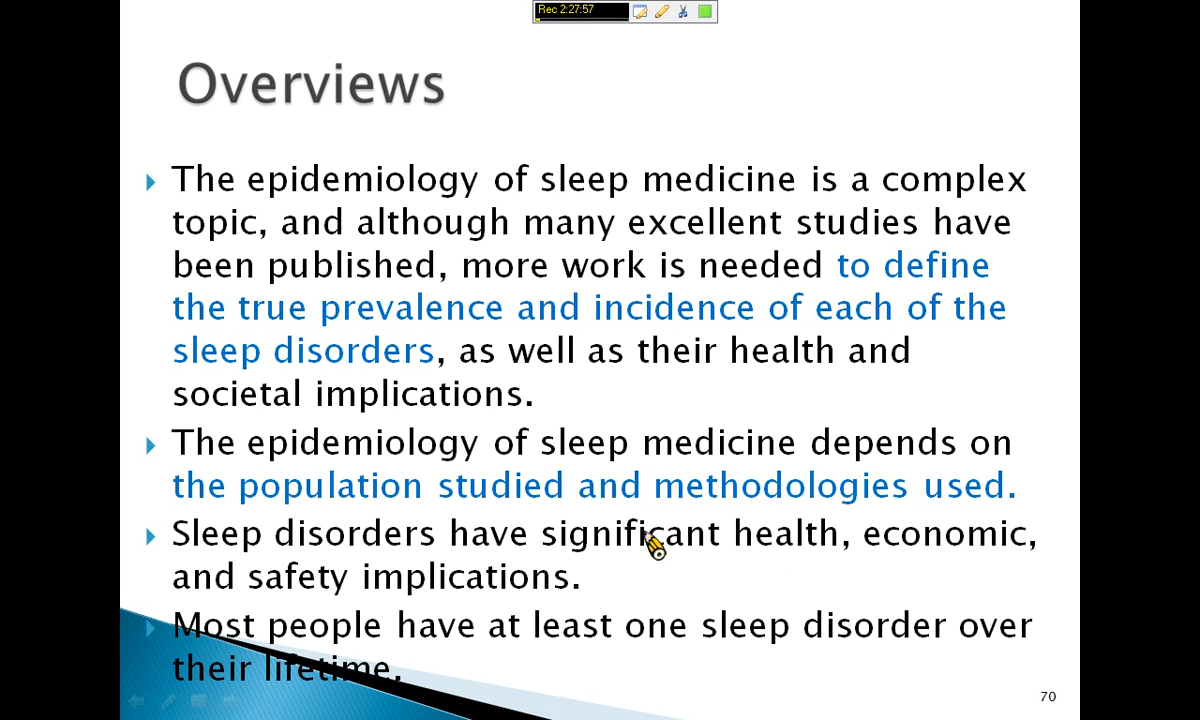 Rec 2:27:57
Overviews
The epidemiology of sleep medicine is a complex
topic, and although many excellent studies have
been published, more work is needed to define
the true prevalence and incidence of each of the
sleep disorders, as well as their health and
societal implications.
The epidemiology of sleep medicine depends on
the population studied and methodologies used.
Sleep disorders have significant health, economic,
and safety implications.
Most people have at least one sleep disorder over
their lifetime.
70